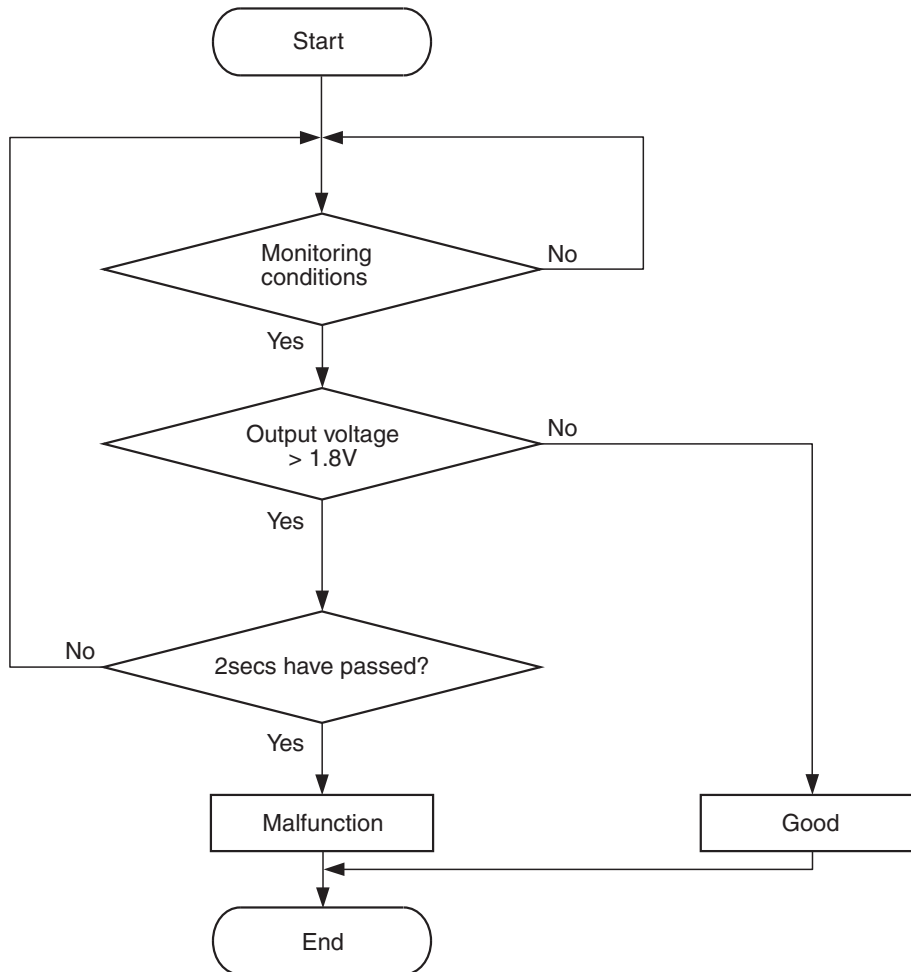 Start
Monitoring
conditions
No
Yes
Output voltage
> 1.8V
No
Yes
No
2secs have passed?
Yes
Malfunction
Good
End